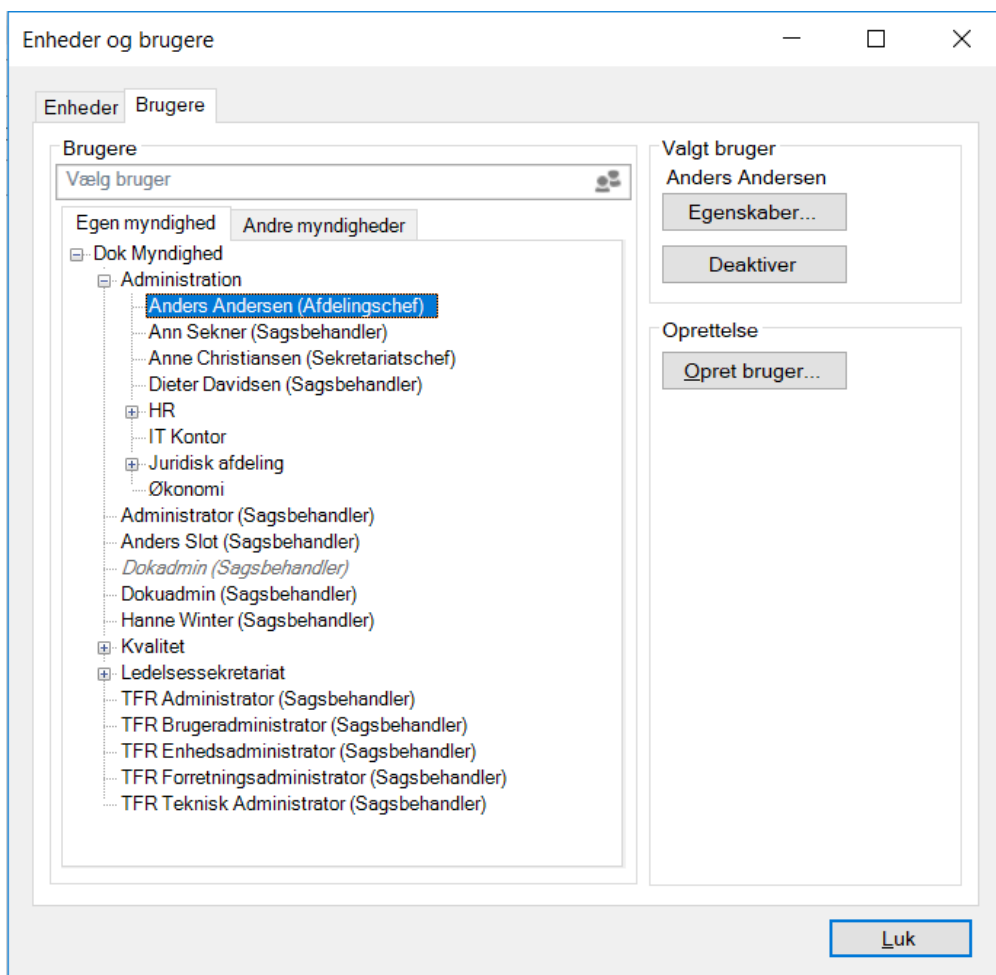 Enheder og brugere
Enheder Brugere
Brugere
Vælg bruger
Egen myndighed Andre myndigheder
Dok Myndighed
Administration
Anders Andersen (Afdelingschef)
Ann Sekner (Sagsbehandler)
Anne Christiansen (Sekretariatschef)
Dieter Davidsen (Sagsbehandler)
HR
IT Kontor
Juridisk afdeling
Økonomi
Administrator (Sagsbehandler)
Anders Slot (Sagsbehandler)
Dokadmin (Sagsbehandler)
Dokuadmin (Sagsbehandler)
Hanne Winter (Sagsbehandler)
Kvalitet
Ledelsessekretariat
TFR Administrator (Sagsbehandler)
TFR Brugeradministrator (Sagsbehandler)
TFR Enhedsadministrator (Sagsbehandler)
TFR Forretningsadministrator (Sagsbehandler)
TFR Teknisk Administrator (Sagsbehandler)
Valgt bruger
Anders Andersen
Egenskaber...
Deaktiver
Oprettelse
Opret bruger...
Luk